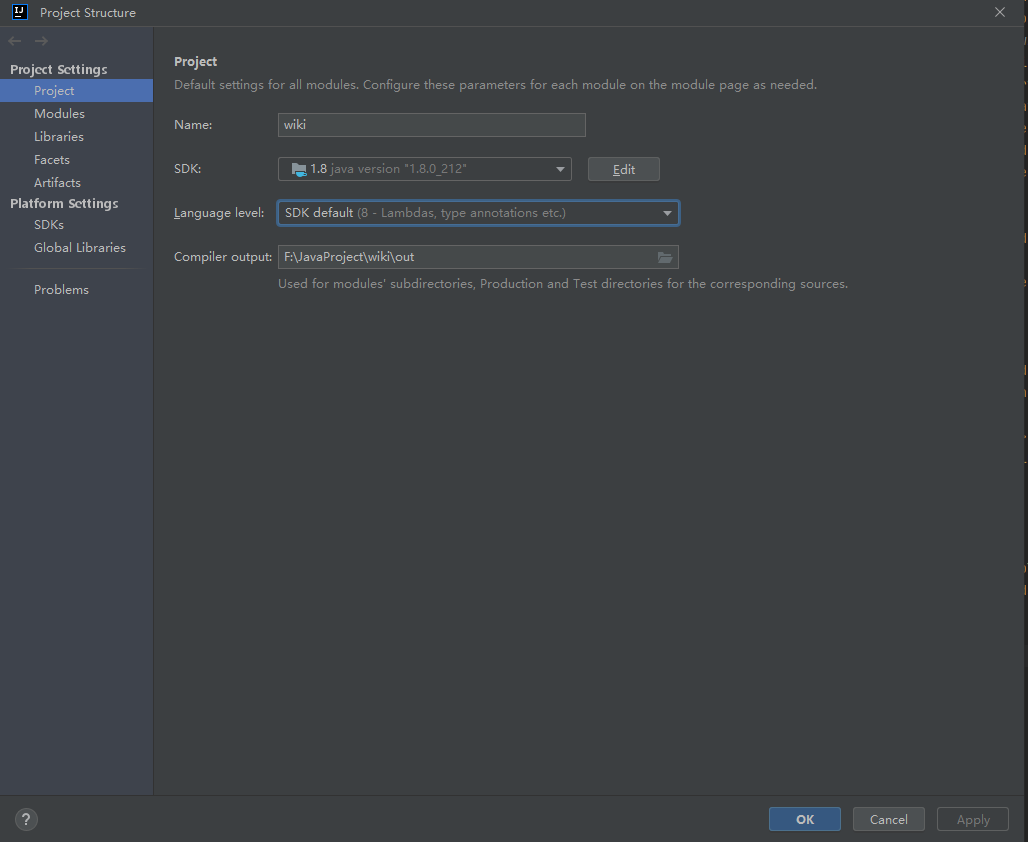 Project Structure
Project Settings
Project
Modules
Libraries
Facets
Artifacts
Platform Settings
SDKs
Global Libraries
Problems
Project
Default settings for all modules. Configure these parameters for each module on the module page as needed.
Name: wiki
SDK: 1.8 java version "1.8.0_212" Edit
Language level: SDK default (8 - Lambdas, type annotations etc.)
Compiler output: F:\JavaProject\wiki\out
Used for modules' subdirectories, Production and Test directories for the corresponding sources.
? OK Cancel Apply